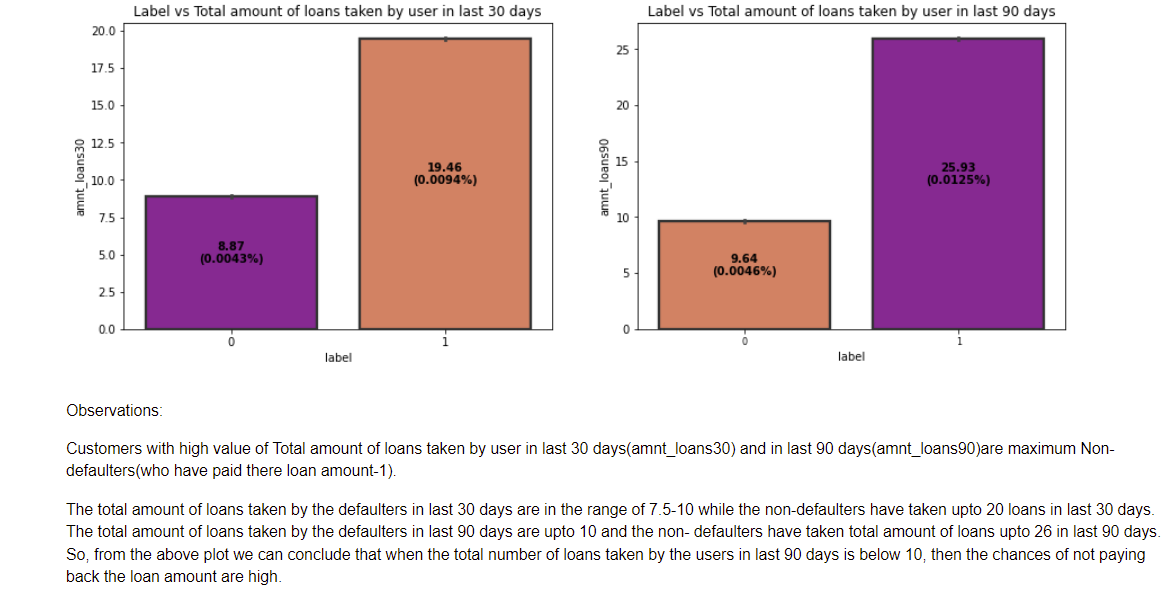 Label vs Total amount of loans taken by user in last 30 days
20.0
17.5
15.0
12.5
10.0
7.5
5.0
2.5
0.0
amnt_loans30
19.46
(0.0094%)
8.87
(0.0043%)
0
1
label
Label vs Total amount of loans taken by user in last 90 days
25
20
15
10
5
0
amnt_loans90
25.93
(0.0125%)
9.64
(0.0046%)
0
1
label
Observations:
Customers with high value of Total amount of loans taken by user in last 30 days(amnt_loans30) and in last 90 days(amnt_loans90)are maximum Non-
defaulters(who have paid there loan amount-1).
The total amount of loans taken by the defaulters in last 30 days are in the range of 7.5-10 while the non-defaulters have taken upto 20 loans in last 30 days.
The total amount of loans taken by the defaulters in last 90 days are upto 10 and the non- defaulters have taken total amount of loans upto 26 in last 90 days.
So, from the above plot we can conclude that when the total number of loans taken by the users in last 90 days is below 10, then the chances of not paying
back the loan amount are high.